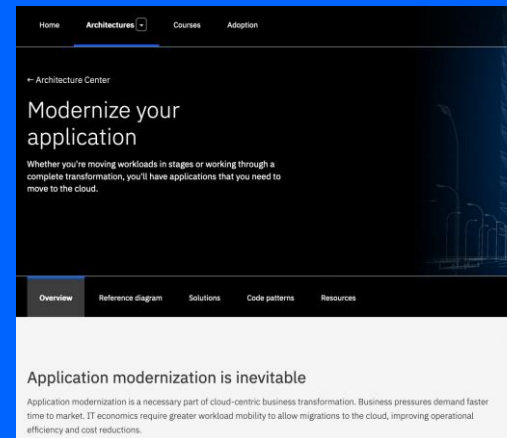 Home Architectures Courses Adoption
← Architecture Center
Modernize your
application
Whether you're moving workloads in stages or working through a
complete transformation, you'll have applications that you need to
move to the cloud.
Overview Reference diagram Solutions Code patterns Resources
Application modernization is inevitable
Application modernization is a necessary part of cloud-centric business transformation. Business pressures demand faster
time to market. IT economics require greater workload mobility to allow migrations to the cloud, improving operational
efficiency and cost reductions.